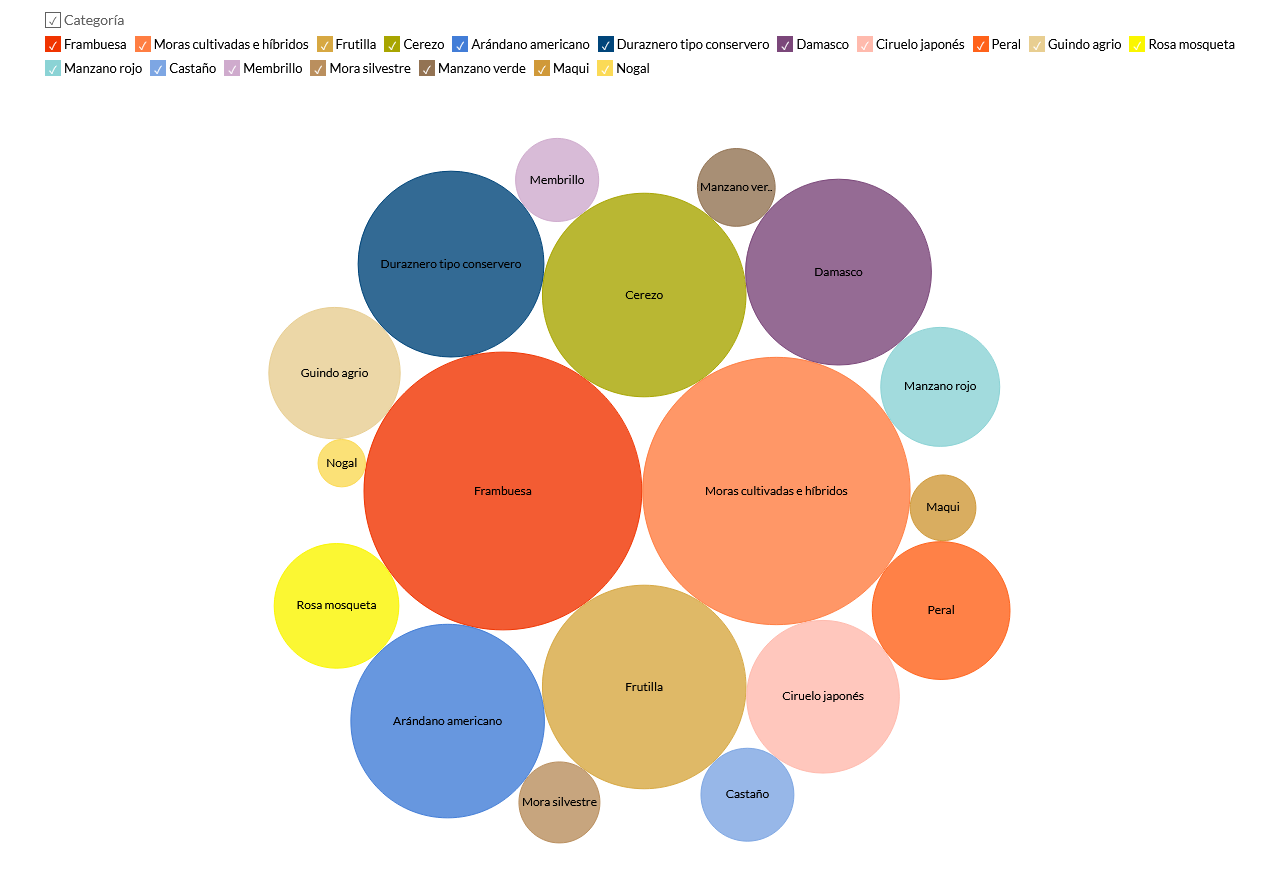 Categoría
Frambuesa Moras cultivadas e híbridos Frutilla Cerezo Arándano americano Duraznero tipo conservero Damasco Ciruelo japonés Peral Guindo agrio Rosa mosqueta
Manzano rojo Castaño Membrillo Mora silvestre Manzano verde Maqui Nogal
Membrillo
Manzano ver..
Duraznero tipo conservero
Damasco
Cerezo
Guindo agrio
Manzano rojo
Nogal
Frambuesa
Moras cultivadas e híbridos
Maqui
Rosa mosqueta
Peral
Frutilla
Ciruelo japonés
Arándano americano
Castaño
Mora silvestre